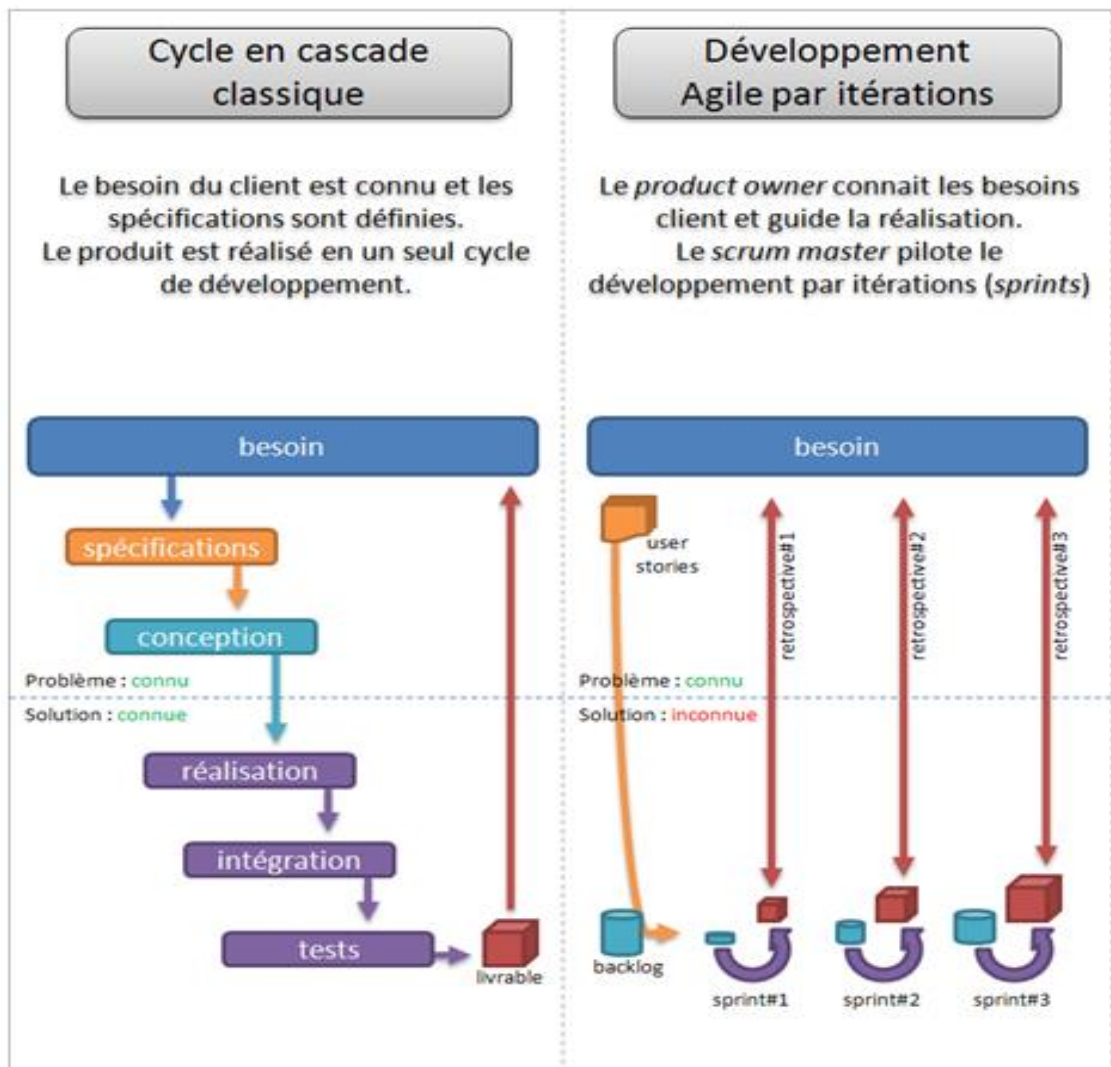 Cycle en cascade
classique
Le besoin du client est connu et les
spécifications sont définies.
Le produit est réalisé en un seul cycle
de développement.
besoin
spécifications
conception
Problème : connu
Solution : connue
réalisation
intégration
tests
livrable
Développement
Agile par itérations
Le product owner connait les besoins
client et guide la réalisation.
Le scrum master pilote le
développement par itérations (sprints)
besoin
user
stories
retrospective#1
retrospective#2
retrospective#3
Problème : connu
Solution : inconnue
backlog
sprint#1
sprint#2
sprint#3